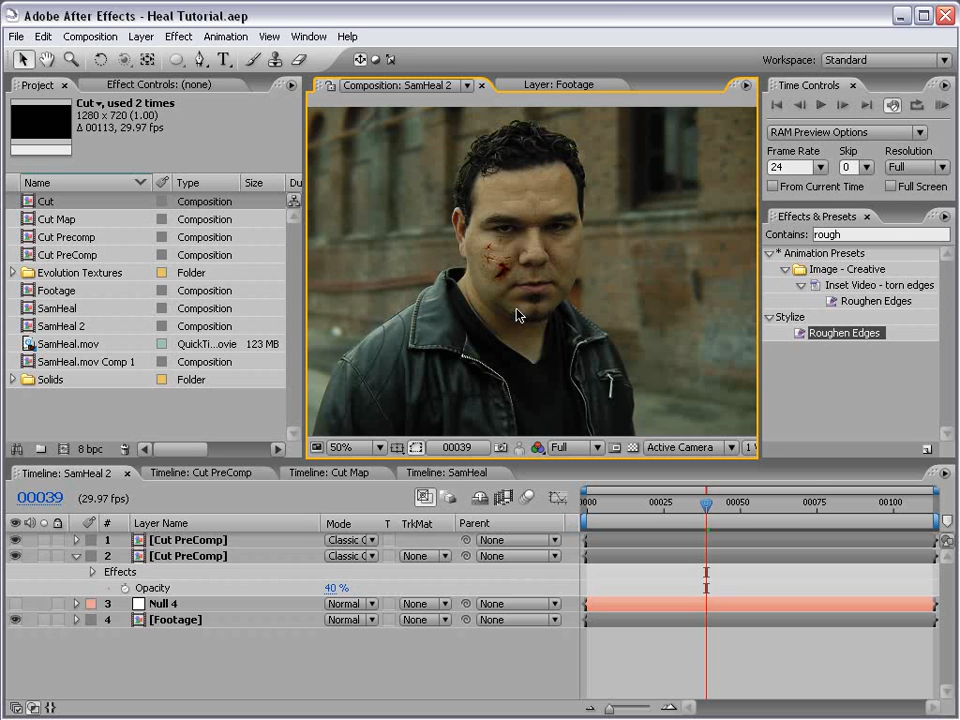 Adobe After Effects - Heal Tutorial.aep
File Edit Composition Layer Effect Animation View Window Help
Workspace: Standard
Project × Effect Controls: (none)
Composition: SamHeal 2 × Layer: Footage
Time Controls ×
Cut, used 2 times
1280 x 720 (1.00)
Δ 00113, 29.97 fps
RAM Preview Options
Frame Rate Skip Resolution
24 0 Full
From Current Time Full Screen
Effects & Presets ×
Contains: rough
* Animation Presets
Image - Creative
Inset Video - torn edges
Roughen Edges
Stylize
Roughen Edges
Name Type Size Du
Cut Composition
Cut Map Composition
Cut Precomp Composition
Cut PreComp Composition
Evolution Textures Folder
Footage Composition
SamHeal Composition
SamHeal 2 Composition
SamHeal.mov QuickTi...ovie 123 MB
SamHeal.mov Comp 1 Composition
Solids Folder
8 bpc
50% 00039 Full Active Camera 1
Timeline: SamHeal 2 × Timeline: Cut PreComp Timeline: Cut Map Timeline: SamHeal
00039 (29.97 fps)
0000 00025 00050 00075 00100
# Layer Name Mode T TrkMat Parent
1 [Cut PreComp] Classic C None
2 [Cut PreComp] Classic C None None
Effects
Opacity 40 %
3 Null 4 Normal None None
4 [Footage] Normal None None